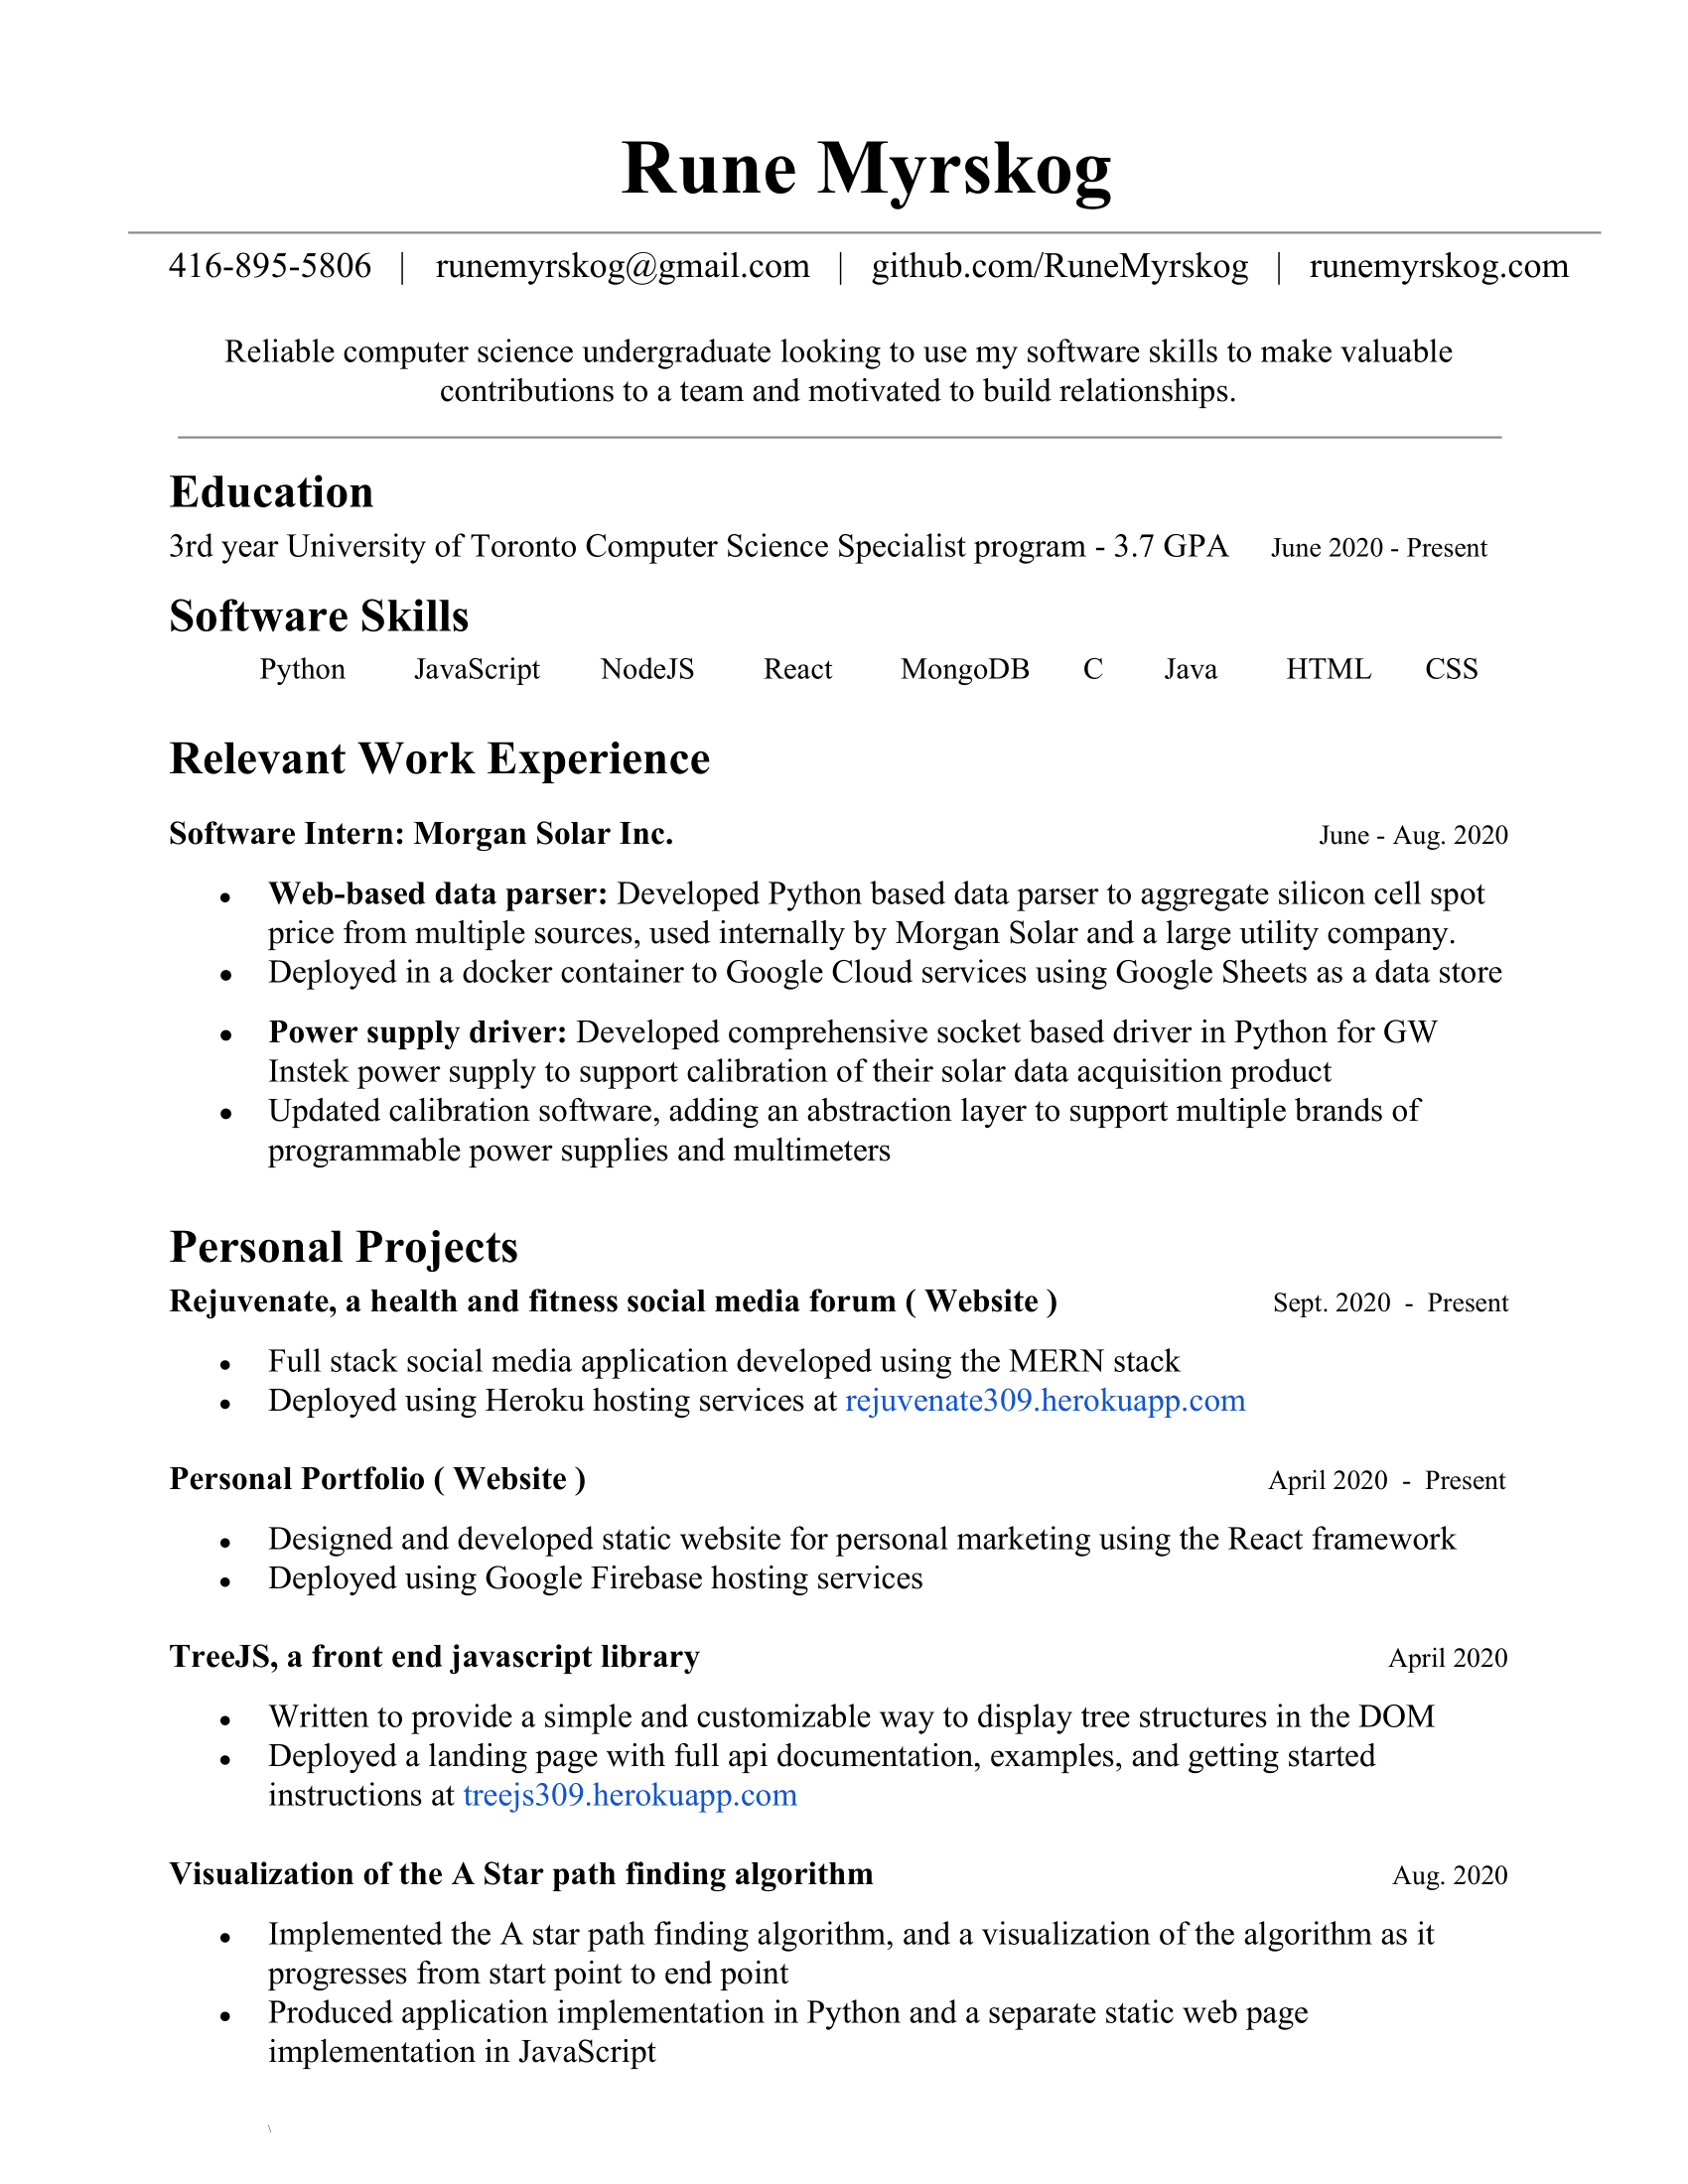 Rune Myrskog
416-895-5806 | runemyrskog@gmail.com | github.com/RuneMyrskog | runemyrskog.com
Reliable computer science undergraduate looking to use my software skills to make valuable
contributions to a team and motivated to build relationships.
Education
3rd year University of Toronto Computer Science Specialist program - 3.7 GPA June 2020 - Present
Software Skills
Python JavaScript NodeJS React MongoDB C Java HTML CSS
Relevant Work Experience
Software Intern: Morgan Solar Inc. June - Aug. 2020
● Web-based data parser: Developed Python based data parser to aggregate silicon cell spot
price from multiple sources, used internally by Morgan Solar and a large utility company.
● Deployed in a docker container to Google Cloud services using Google Sheets as a data store
● Power supply driver: Developed comprehensive socket based driver in Python for GW
Instek power supply to support calibration of their solar data acquisition product
● Updated calibration software, adding an abstraction layer to support multiple brands of
programmable power supplies and multimeters
Personal Projects
Rejuvenate, a health and fitness social media forum ( Website ) Sept. 2020 - Present
● Full stack social media application developed using the MERN stack
● Deployed using Heroku hosting services at rejuvenate309.herokuapp.com
Personal Portfolio ( Website ) April 2020 - Present
● Designed and developed static website for personal marketing using the React framework
● Deployed using Google Firebase hosting services
TreeJS, a front end javascript library April 2020
● Written to provide a simple and customizable way to display tree structures in the DOM
● Deployed a landing page with full api documentation, examples, and getting started
instructions at treejs309.herokuapp.com
Visualization of the A Star path finding algorithm Aug. 2020
● Implemented the A star path finding algorithm, and a visualization of the algorithm as it
progresses from start point to end point
● Produced application implementation in Python and a separate static web page
implementation in JavaScript
\